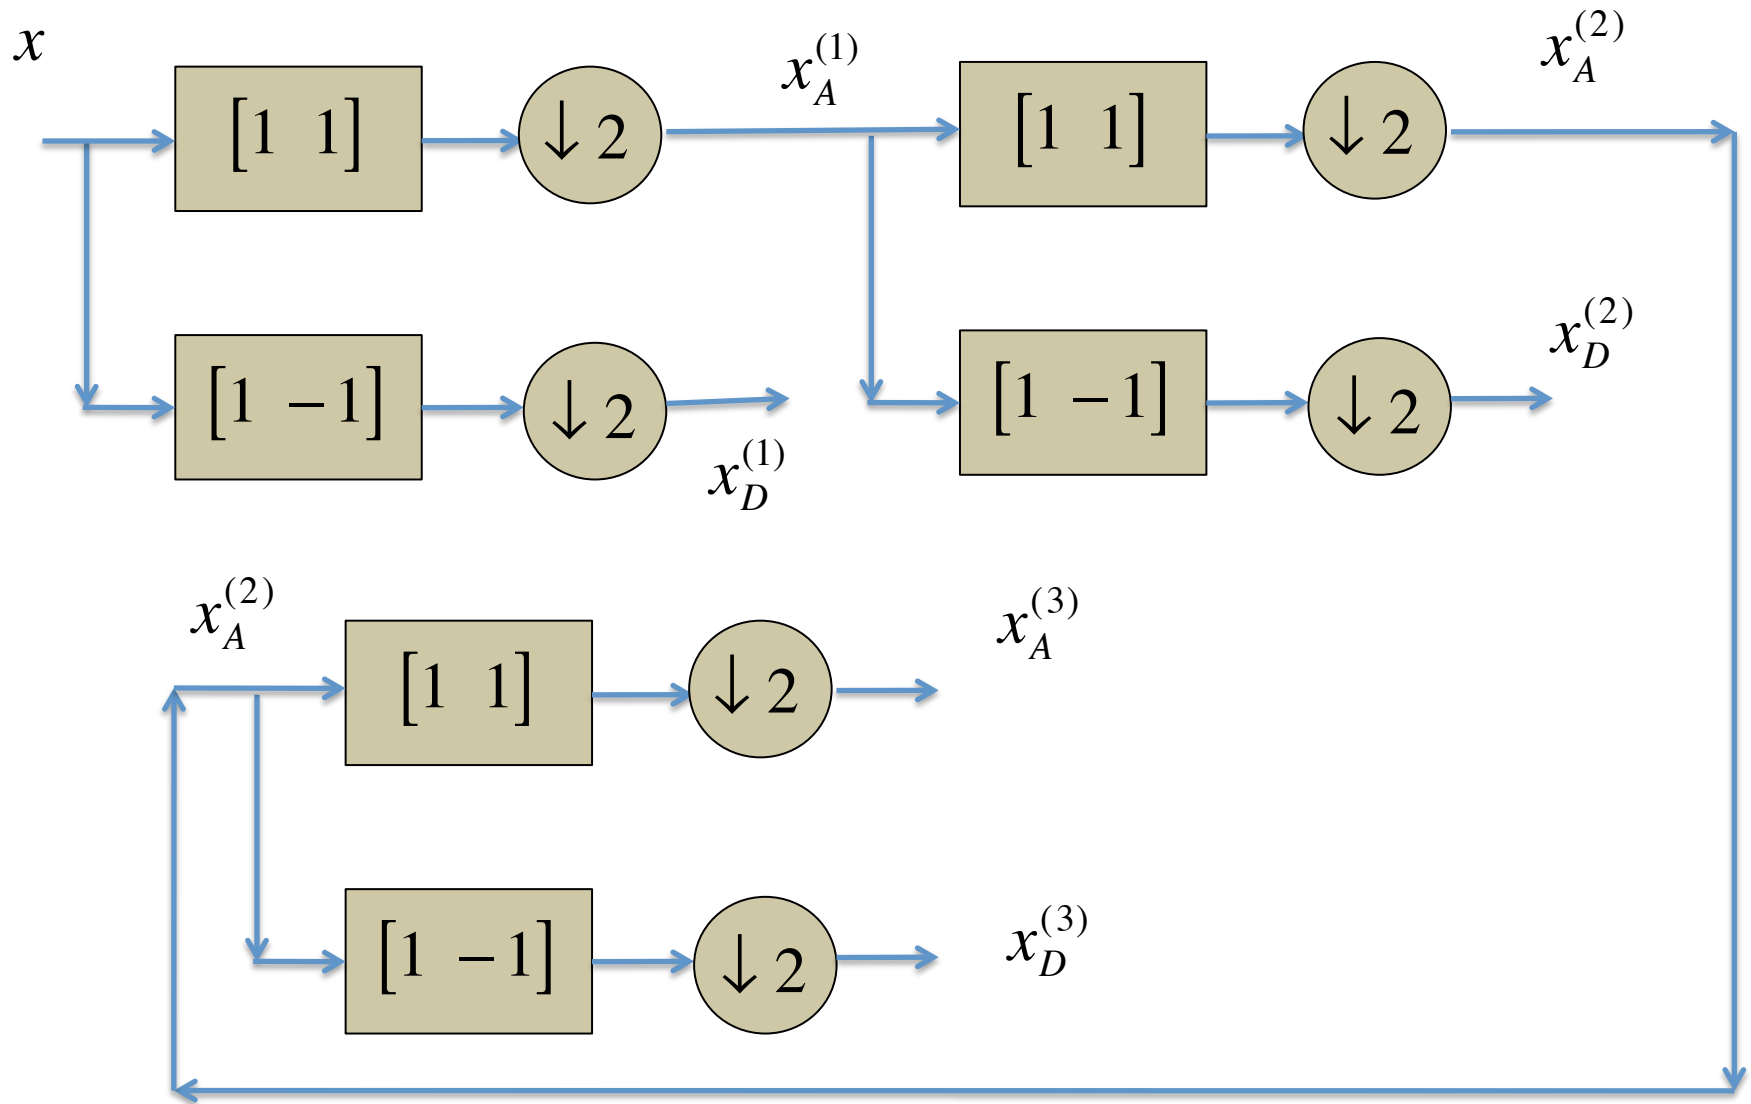 x
[1 1] ↓2 x_A^(1) [1 1] ↓2 x_A^(2)
[1 −1] ↓2 x_D^(1) [1 −1] ↓2 x_D^(2)
x_A^(2) [1 1] ↓2 x_A^(3)
[1 −1] ↓2 x_D^(3)